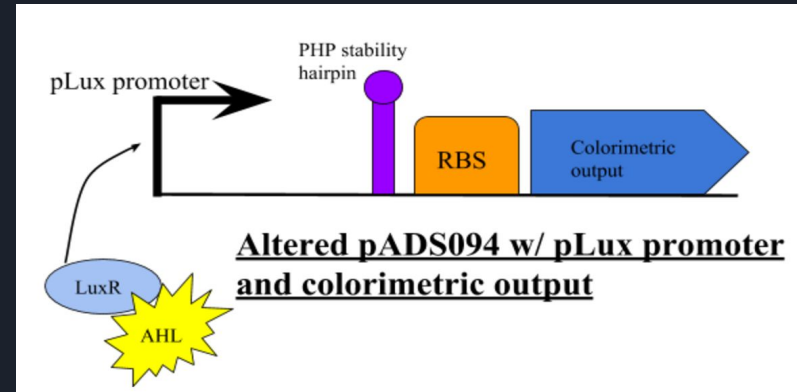 PHP stability
hairpin
pLux promoter
RBS
Colorimetric
output
Altered pADS094 w/ pLux promoter
and colorimetric output
LuxR
AHL